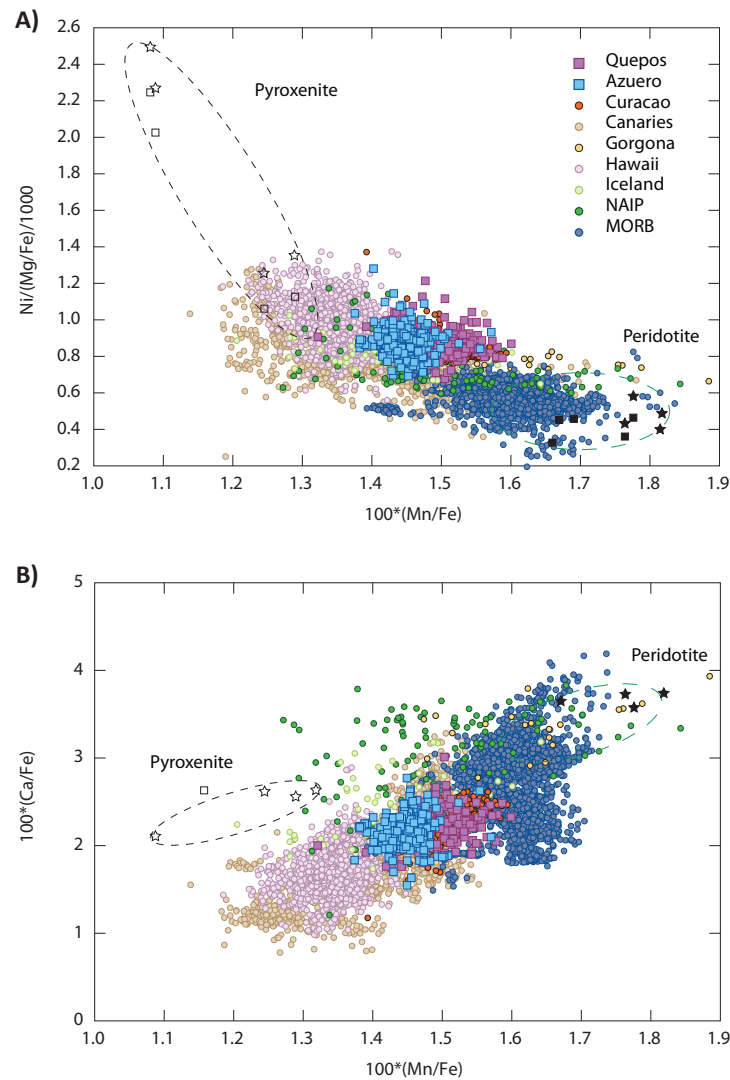 A)
2.6
2.4
2.2
2.0
1.8
1.6
1.4
1.2
1.0
0.8
0.6
0.4
0.2
Ni/(Mg/Fe)/1000
Pyroxenite
Peridotite
Quepos
Azuero
Curacao
Canaries
Gorgona
Hawaii
Iceland
NAIP
MORB
1.0 1.1 1.2 1.3 1.4 1.5 1.6 1.7 1.8 1.9
100*(Mn/Fe)
B)
5
4
3
2
1
0
100*(Ca/Fe)
Peridotite
Pyroxenite
1.0 1.1 1.2 1.3 1.4 1.5 1.6 1.7 1.8 1.9
100*(Mn/Fe)